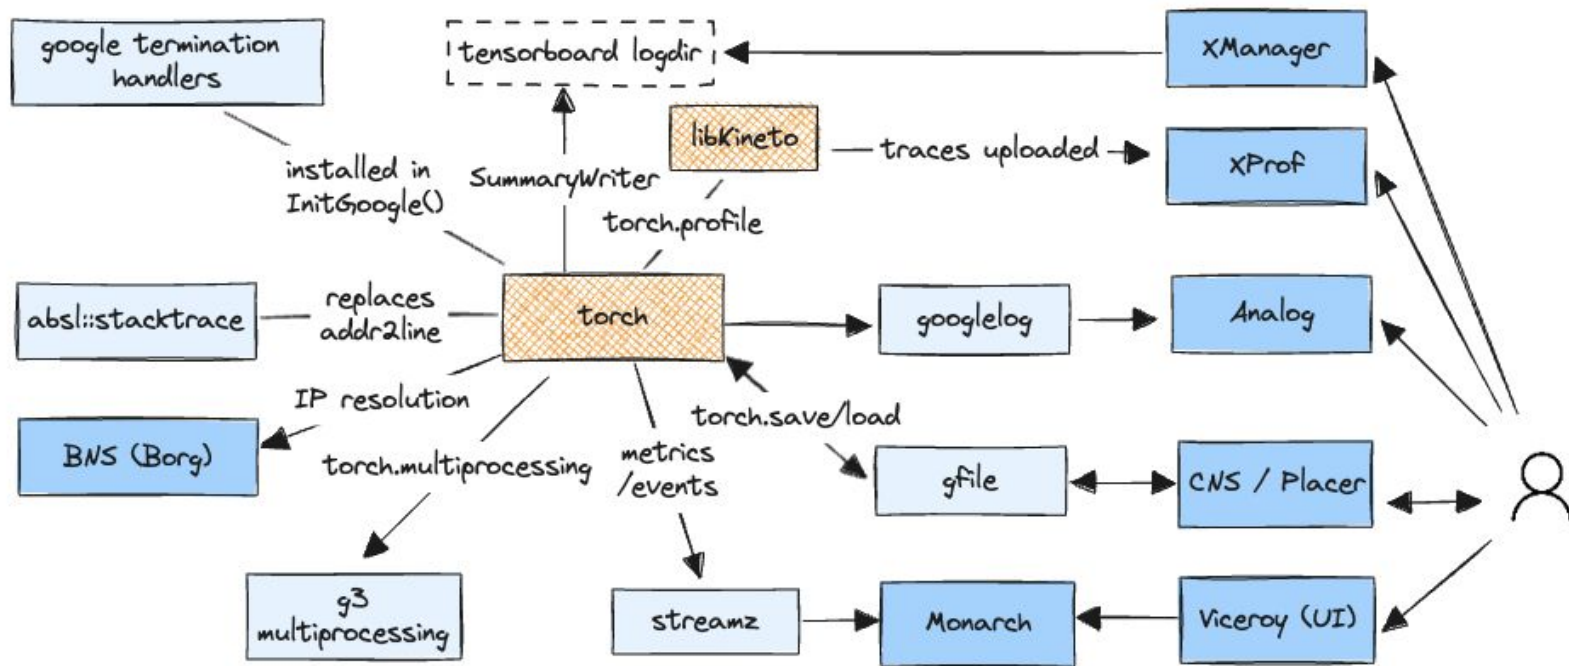 google termination
handlers
tensorboard logdir
XManager
libKineto
traces uploaded
XProf
installed in
InitGoogle()
SummaryWriter
torch.profile
absl::stacktrace
replaces
addr2line
torch
googlelog
Analog
IP resolution
BNS (Borg)
torch.multiprocessing
metrics
/events
torch.save/load
gfile
CNS / Placer
g3
multiprocessing
streamz
Monarch
Viceroy (UI)